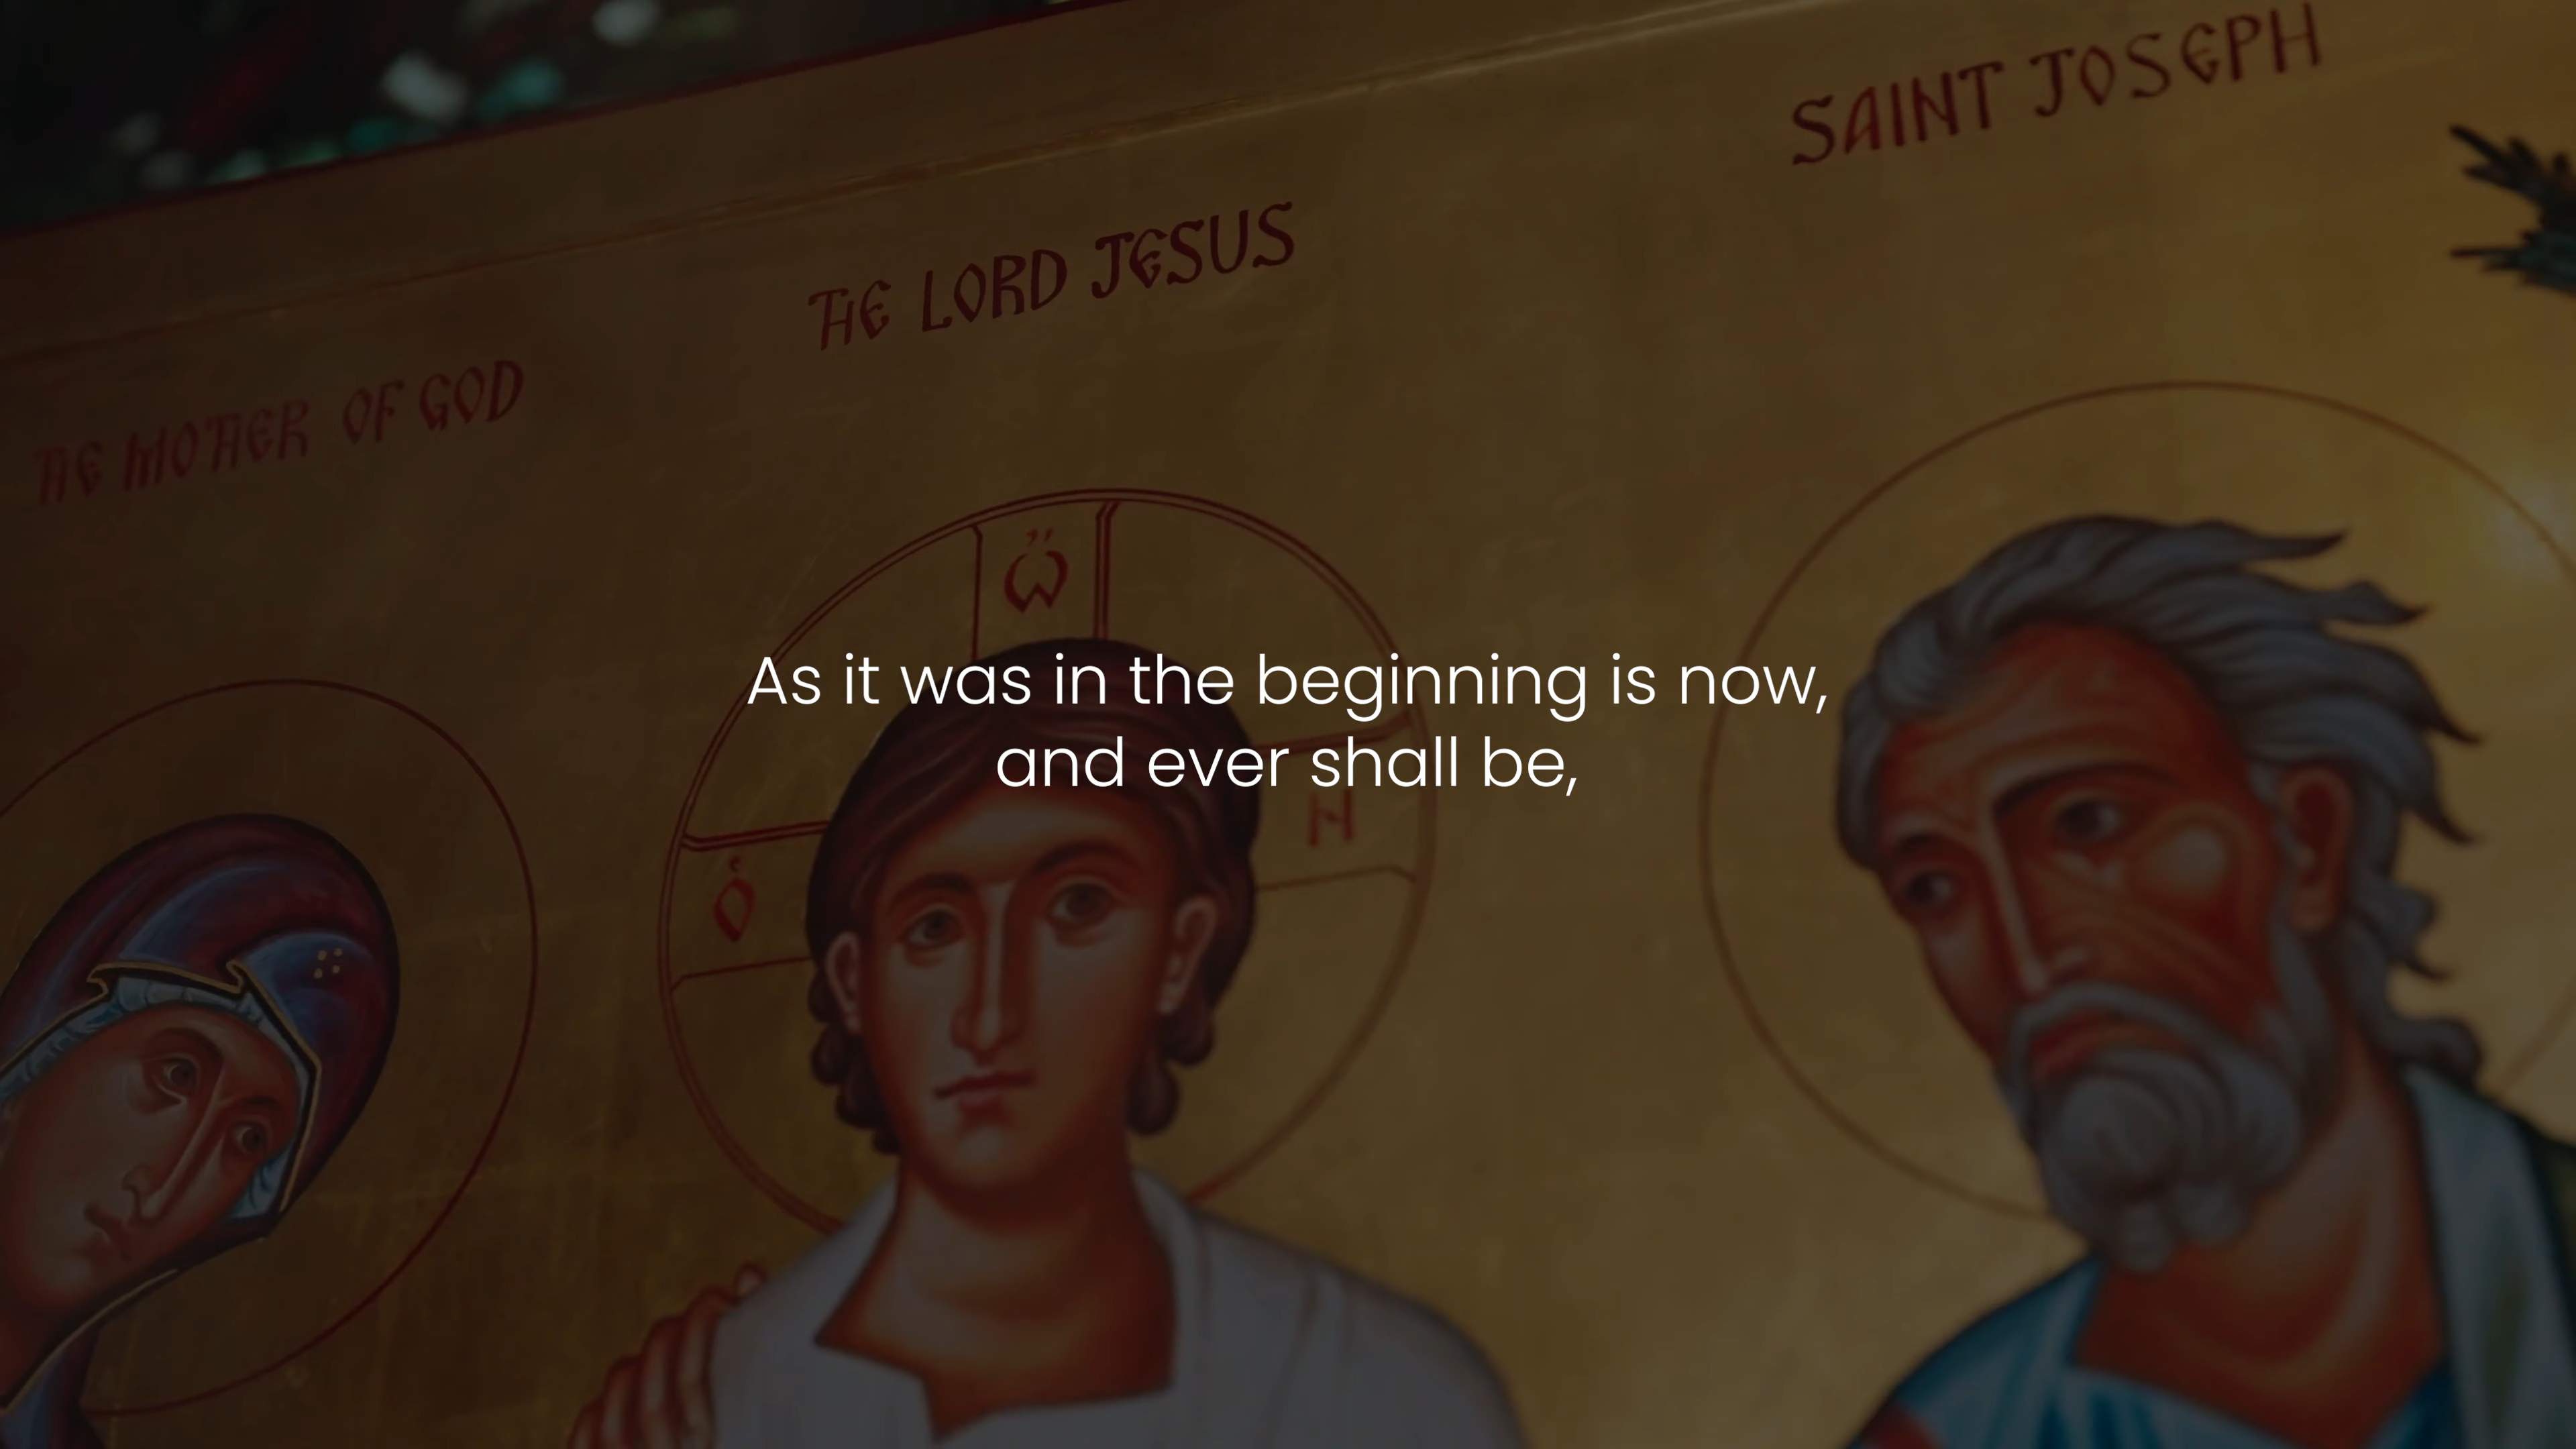 SAINT JOSEPH
THE LORD JESUS
THE MOTHER OF GOD
Ὤ
Ὁ
Н
As it was in the beginning is now,
and ever shall be,